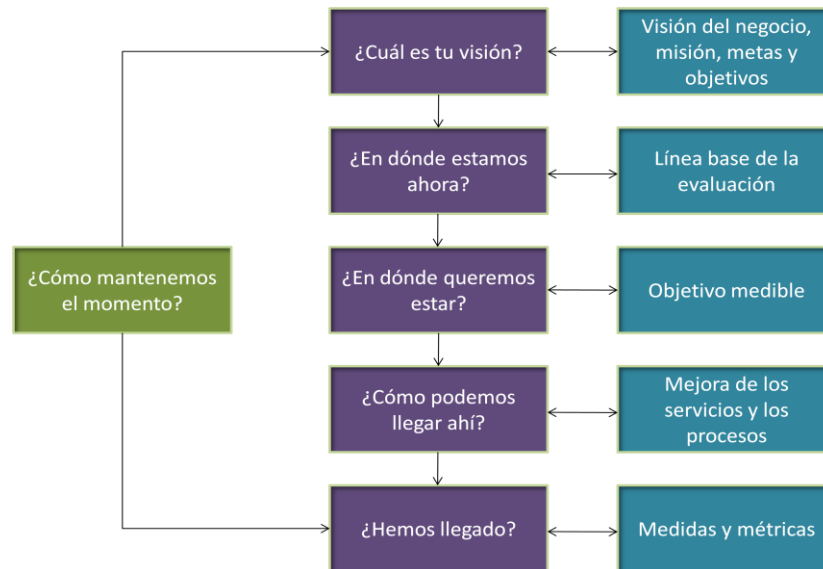 ¿Cuál es tu visión?
Visión del negocio,
misión, metas y
objetivos
¿En dónde estamos
ahora?
Línea base de la
evaluación
¿Cómo mantenemos
el momento?
¿En dónde queremos
estar?
Objetivo medible
¿Cómo podemos
llegar ahí?
Mejora de los
servicios y los
procesos
¿Hemos llegado?
Medidas y métricas